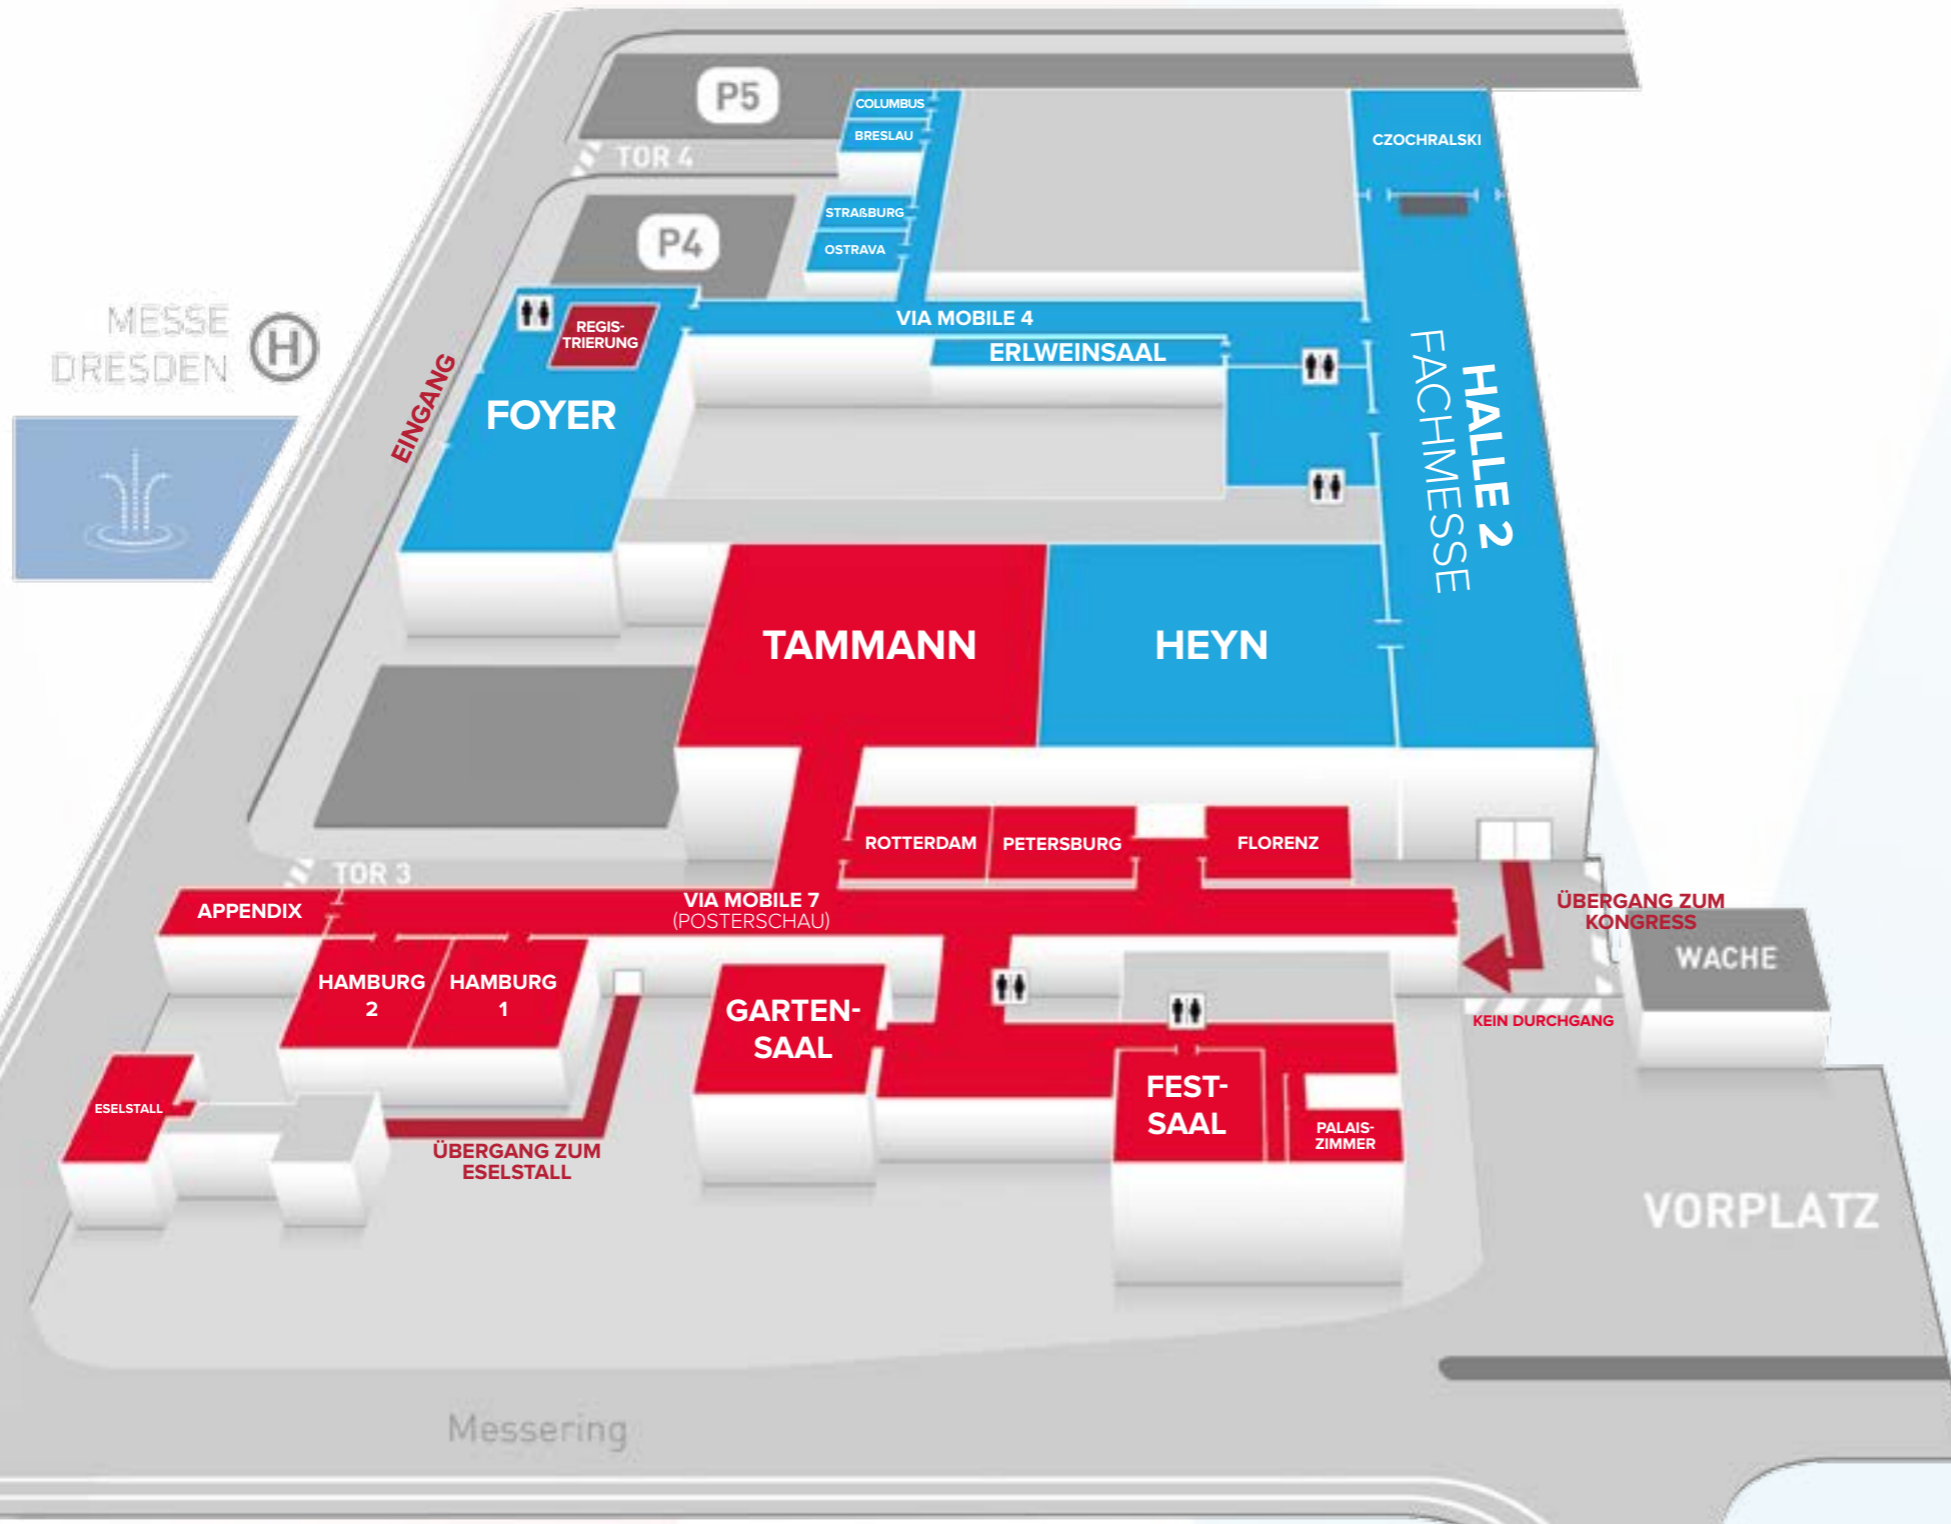 P5
COLUMBUS
BRESLAU
CZOCHRALSKI
TOR 4
STRAßBURG
OSTRAVA
P4
MESSE
DRESDEN
H
REGIS-
TRIERUNG
VIA MOBILE 4
ERLWEINSAAL
EINGANG
FOYER
HALLE 2
FACHMESSE
TAMMANN
HEYN
ROTTERDAM
PETERSBURG
FLORENZ
TOR 3
APPENDIX
VIA MOBILE 7
(POSTERSCHAU)
ÜBERGANG ZUM
KONGRESS
WACHE
HAMBURG
2
HAMBURG
1
GARTEN-
SAAL
KEIN DURCHGANG
ESELSTALL
FEST-
SAAL
PALAIS-
ZIMMER
ÜBERGANG ZUM
ESELSTALL
VORPLATZ
Messering